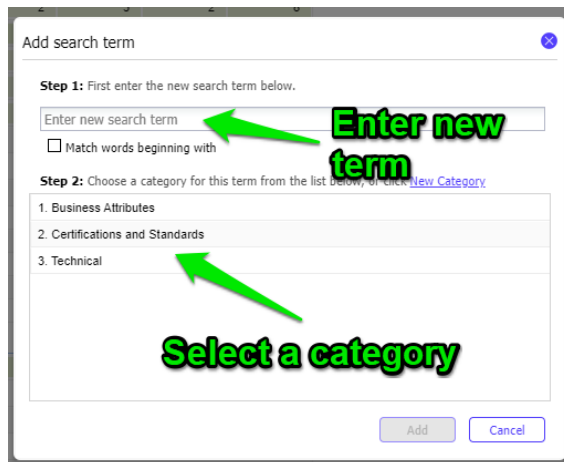 Add search term
Step 1: First enter the new search term below.
Enter new search term
Enter new
term
Match words beginning with
Step 2: Choose a category for this term from the list below, or click New Category
1. Business Attributes
2. Certifications and Standards
3. Technical
Select a category
Add
Cancel